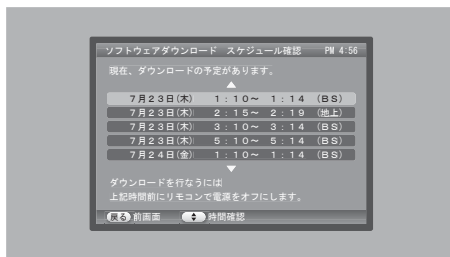 ソフトウェアダウンロード スケジュール確認 PM 4:56
現在、ダウンロードの予定があります。
7月23日(木) 1:10～ 1:14 (BS)
7月23日(木) 2:15～ 2:19 (地上)
7月23日(木) 3:10～ 3:14 (BS)
7月23日(木) 5:10～ 5:14 (BS)
7月24日(金) 1:10～ 1:14 (BS)
ダウンロードを行なうには
上記時間前にリモコンで電源をオフにします。
戻る 前画面 時間確認